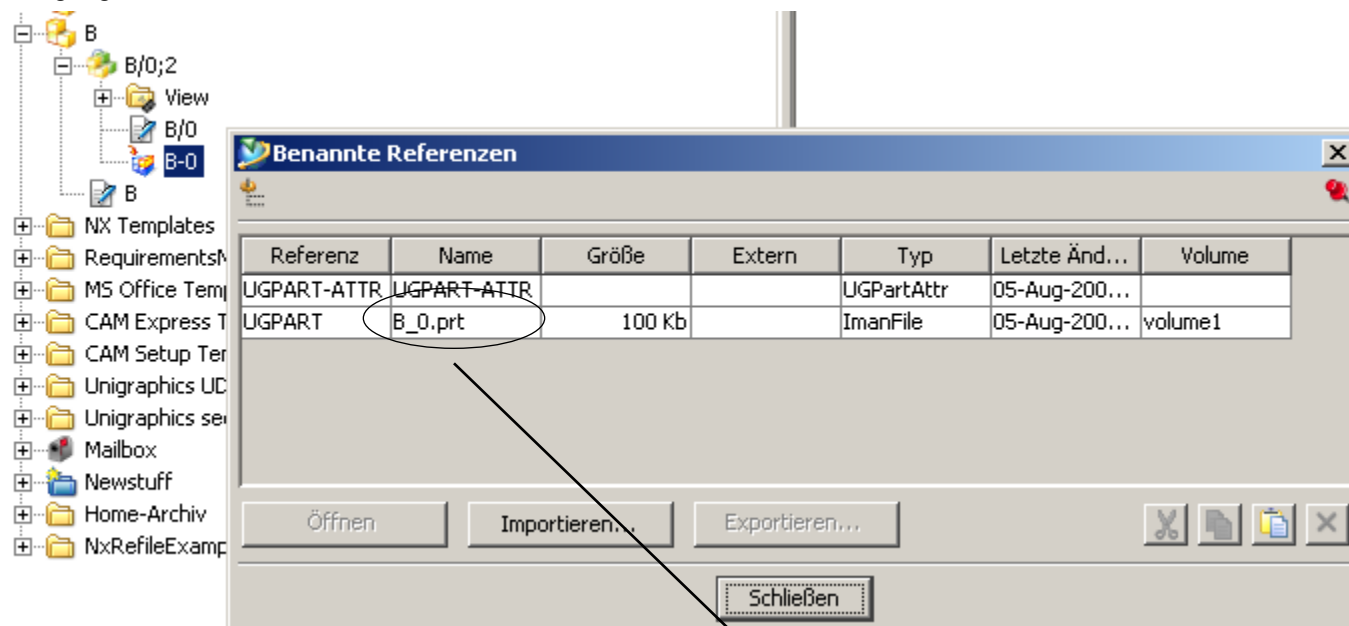 B
B/0;2
View
B/0
B-0
B
NX Templates
RequirementsM
MS Office Temp
CAM Express T
CAM Setup Ter
Unigraphics UD
Unigraphics se
Mailbox
Newstuff
Home-Archiv
NxRefileExamp
Benannte Referenzen
Referenz Name Größe Extern Typ Letzte Änd... Volume
UGPART-ATTR UGPART-ATTR UGPartAttr 05-Aug-200...
UGPART B_0.prt 100 Kb ImanFile 05-Aug-200... volume1
Öffnen Importieren... Exportieren...
Schließen